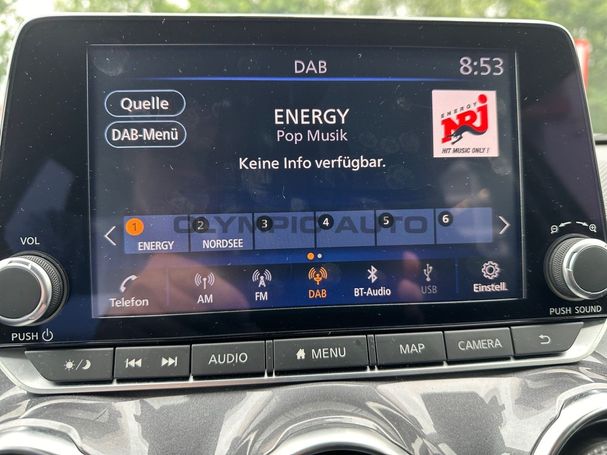 DAB 8:53
Quelle
ENERGY
DAB-Menü
Pop Musik
ENERGY
NRJ
HIT MUSIC ONLY !
Keine Info verfügbar.
1 2 3 4 5 6
OLYMPIC AUTO
ENERGY NORDSEE
Telefon AM FM DAB BT-Audio USB Einstell.
VOL
PUSH
PUSH SOUND
AUDIO MENU MAP CAMERA